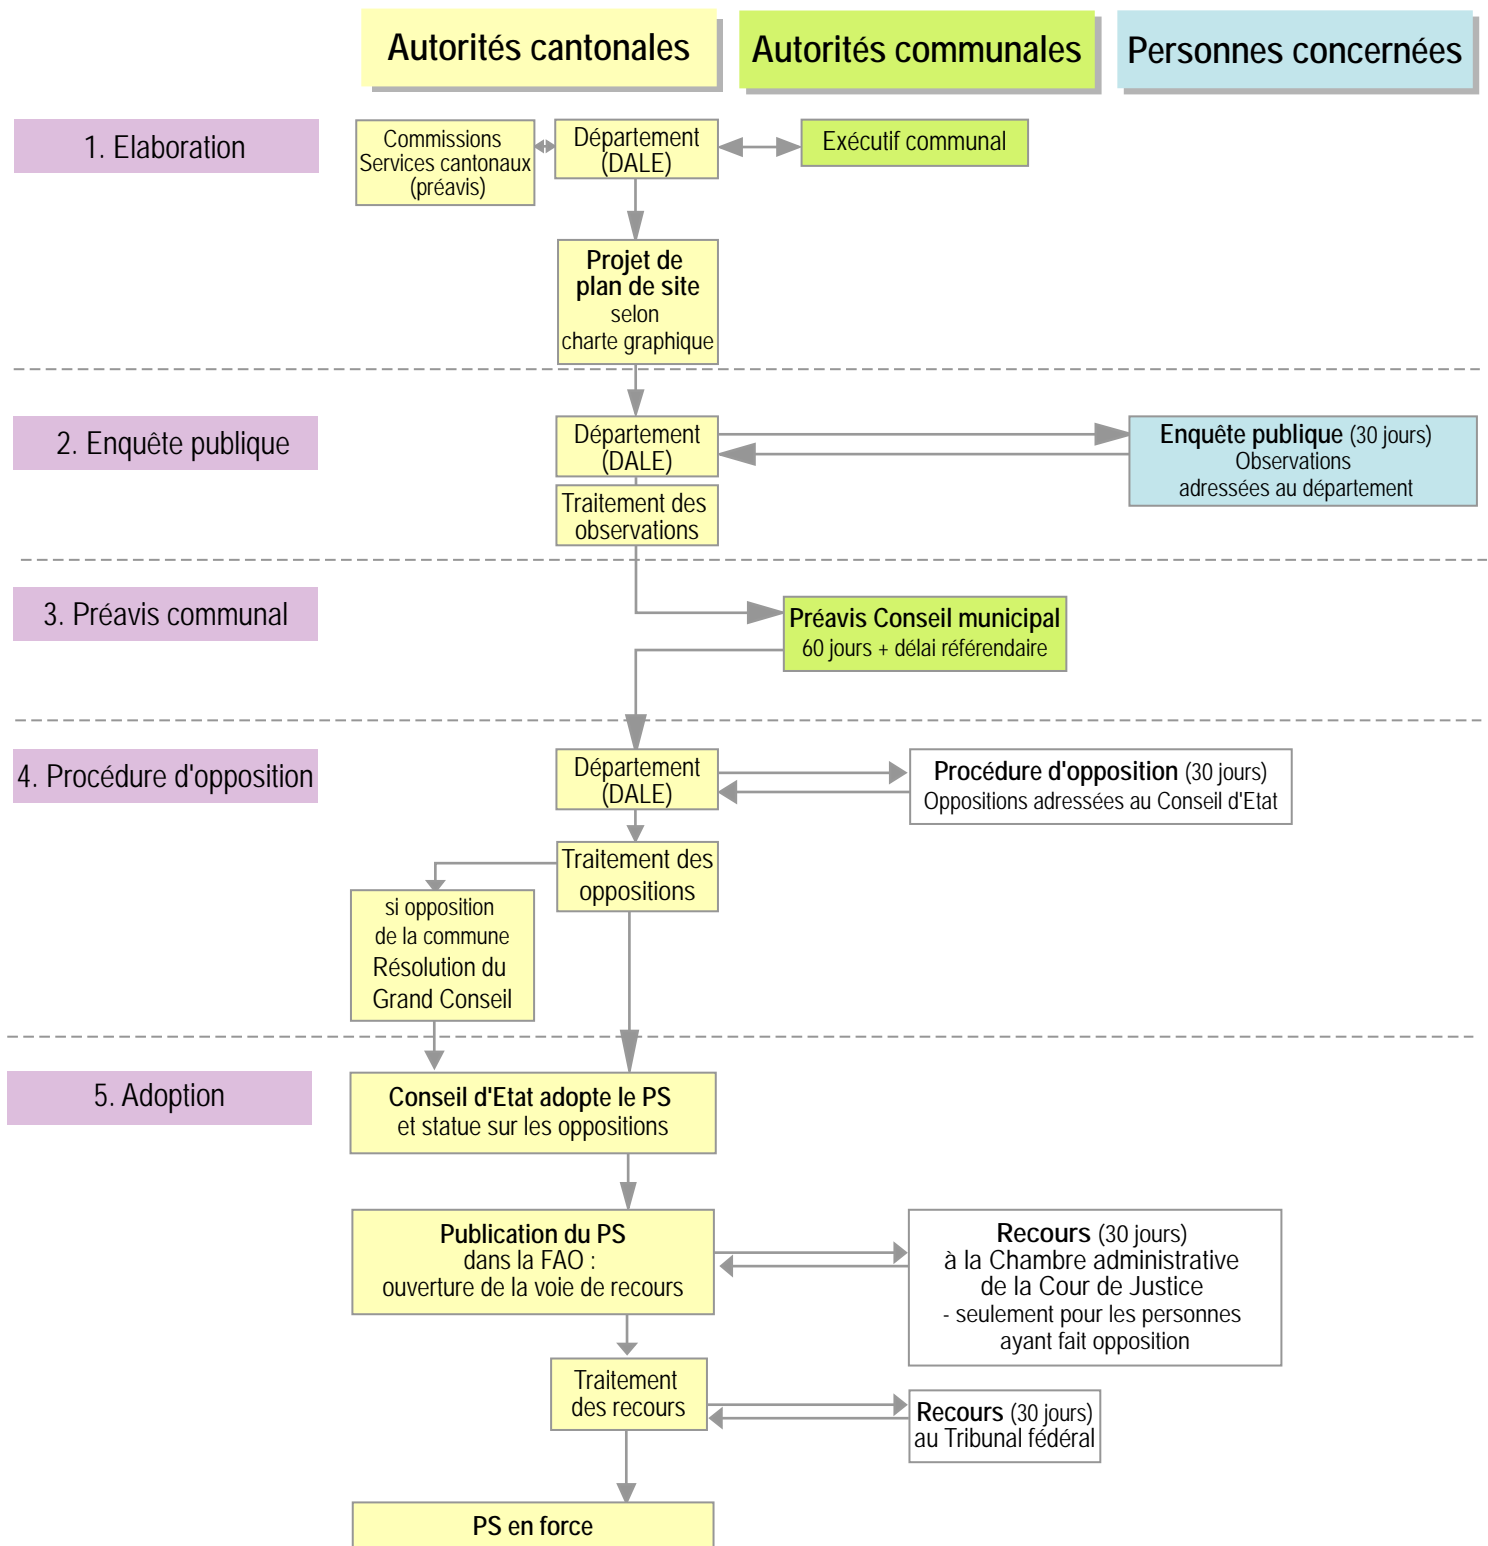 Autorités cantonales
Autorités communales
Personnes concernées
1. Elaboration
Commissions
Services cantonaux
(préavis)
Département
(DALE)
Exécutif communal
Projet de
plan de site
selon
charte graphique
2. Enquête publique
Département
(DALE)
Enquête publique (30 jours)
Observations
adressées au département
Traitement des
observations
3. Préavis communal
Préavis Conseil municipal
60 jours + délai référendaire
4. Procédure d'opposition
Département
(DALE)
Procédure d'opposition (30 jours)
Oppositions adressées au Conseil d'Etat
Traitement des
oppositions
si opposition
de la commune
Résolution du
Grand Conseil
5. Adoption
Conseil d'Etat adopte le PS
et statue sur les oppositions
Publication du PS
dans la FAO :
ouverture de la voie de recours
Recours (30 jours)
à la Chambre administrative
de la Cour de Justice
- seulement pour les personnes
ayant fait opposition
Traitement
des recours
Recours (30 jours)
au Tribunal fédéral
PS en force